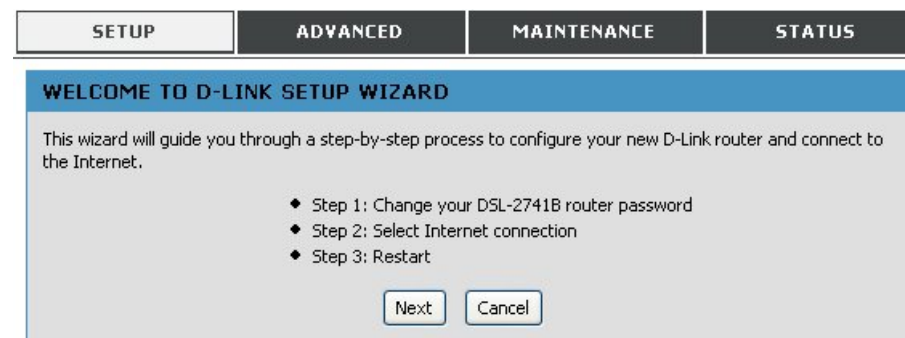 SETUP ADVANCED MAINTENANCE STATUS
WELCOME TO D-LINK SETUP WIZARD
This wizard will guide you through a step-by-step process to configure your new D-Link router and connect to
the Internet.
Step 1: Change your DSL-2741B router password
Step 2: Select Internet connection
Step 3: Restart
Next Cancel